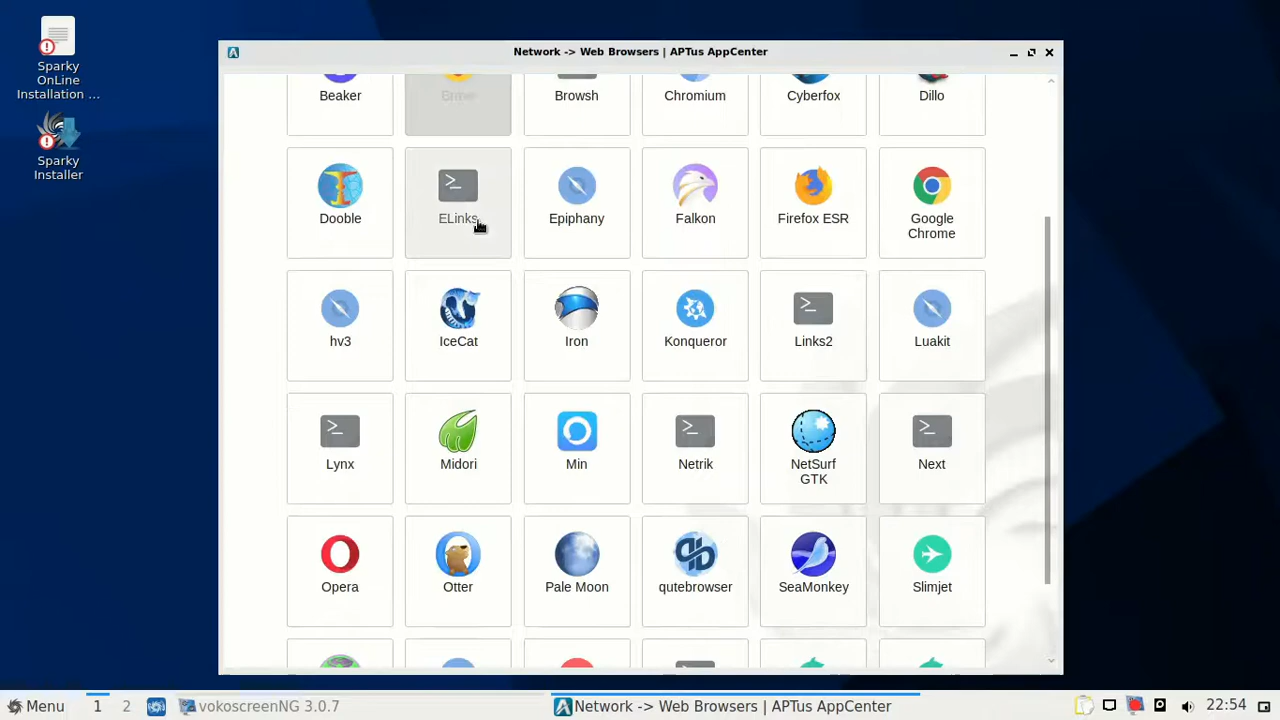 Sparky
OnLine
Installation ...
Sparky
Installer
Network -> Web Browsers | APTus AppCenter
Beaker
Brave
Browsh
Chromium
Cyberfox
Dillo
Dooble
ELinks
Epiphany
Falkon
Firefox ESR
Google
Chrome
hv3
IceCat
Iron
Konqueror
Links2
Luakit
Lynx
Midori
Min
Netrik
NetSurf
GTK
Next
Opera
Otter
Pale Moon
qutebrowser
SeaMonkey
Slimjet
Menu
1
2
vokoscreenNG 3.0.7
Network -> Web Browsers | APTus AppCenter
22:54